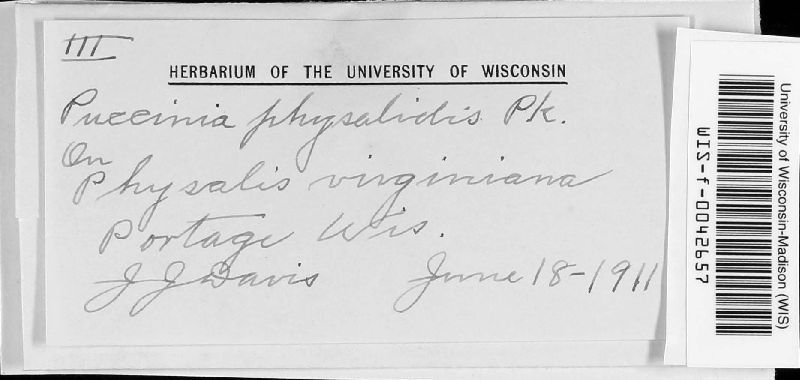 III
HERBARIUM OF THE UNIVERSITY OF WISCONSIN
Puccinia physalidis Pk.
On
Physalis virginiana
Portage Wis.
J J Davis June 18-1911
University of Wisconsin-Madison (WIS)
WIS-f-0042657